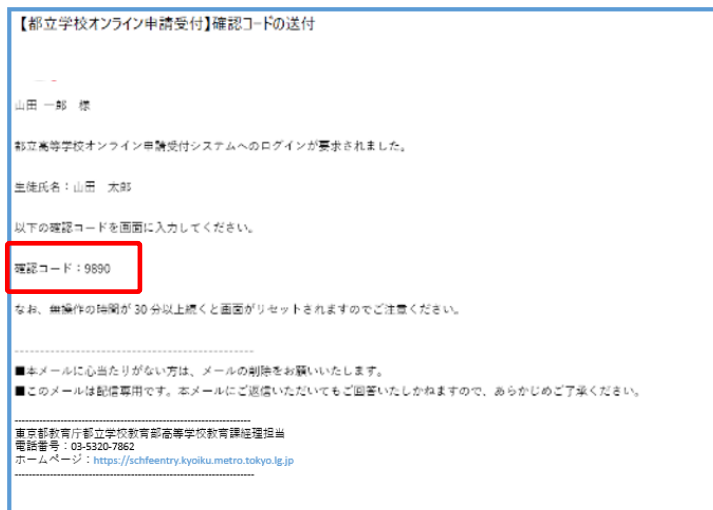 【都立学校オンライン申請受付】確認コードの送付
山田 一郎 様
都立高等学校オンライン申請受付システムへのログインが要求されました。
生徒氏名：山田 太郎
以下の確認コードを画面に入力してください。
確認コード：9890
なお、無操作の時間が 30 分以上続くと画面がリセットされますのでご注意ください。
■本メールに心当たりがない方は、メールの削除をお願いいたします。
■このメールは配信専用です。本メールにご返信いただいてもご回答いたしかねますので、あらかじめご了承ください。
東京都教育庁都立学校教育部高等学校教育課経理担当
電話番号：03-5320-7862
ホームページ：https://schfeentry.kyoiku.metro.tokyo.lg.jp